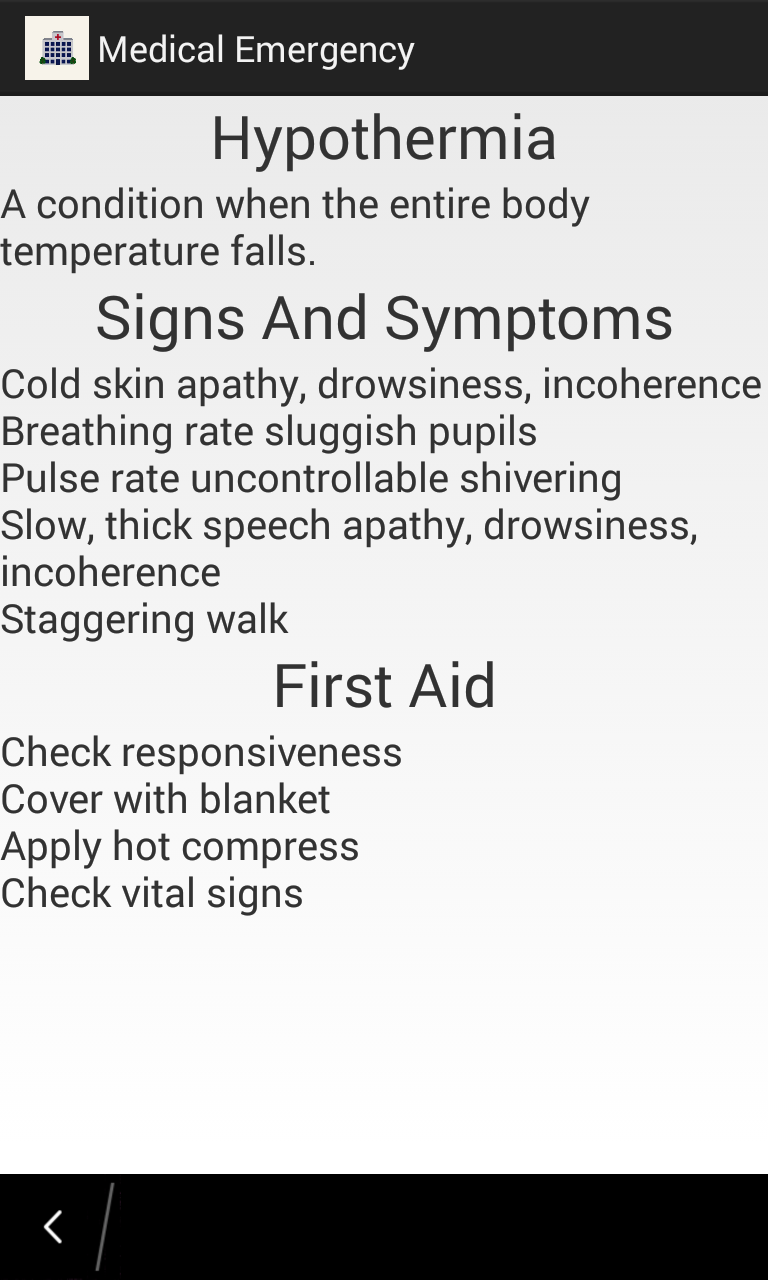 Medical Emergency
Hypothermia
A condition when the entire body
temperature falls.
Signs And Symptoms
Cold skin apathy, drowsiness, incoherence
Breathing rate sluggish pupils
Pulse rate uncontrollable shivering
Slow, thick speech apathy, drowsiness,
incoherence
Staggering walk
First Aid
Check responsiveness
Cover with blanket
Apply hot compress
Check vital signs